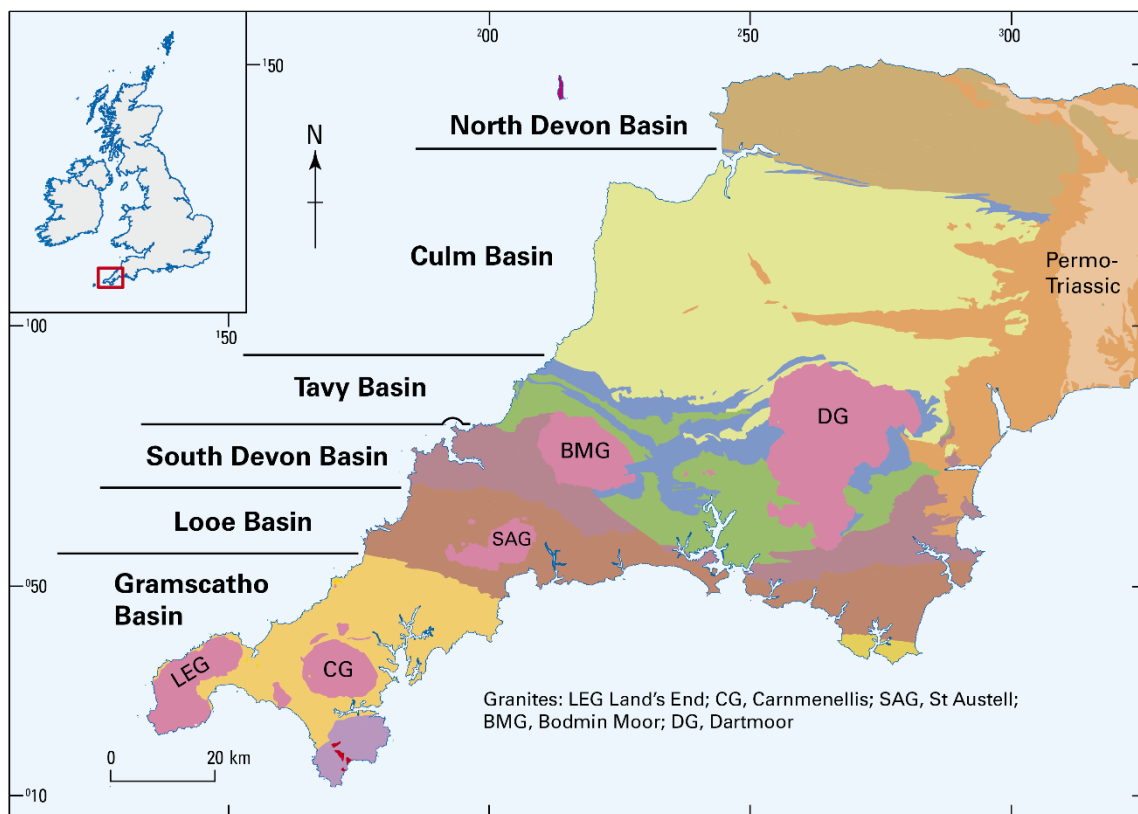 200
250
300
150
N
North Devon Basin
Culm Basin
Permo-
Triassic
100
150
Tavy Basin
DG
South Devon Basin
BMG
Looe Basin
SAG
050
Gramscatho
Basin
LEG
CG
Granites: LEG Land's End; CG, Carnmenellis; SAG, St Austell;
BMG, Bodmin Moor; DG, Dartmoor
0
20 km
010